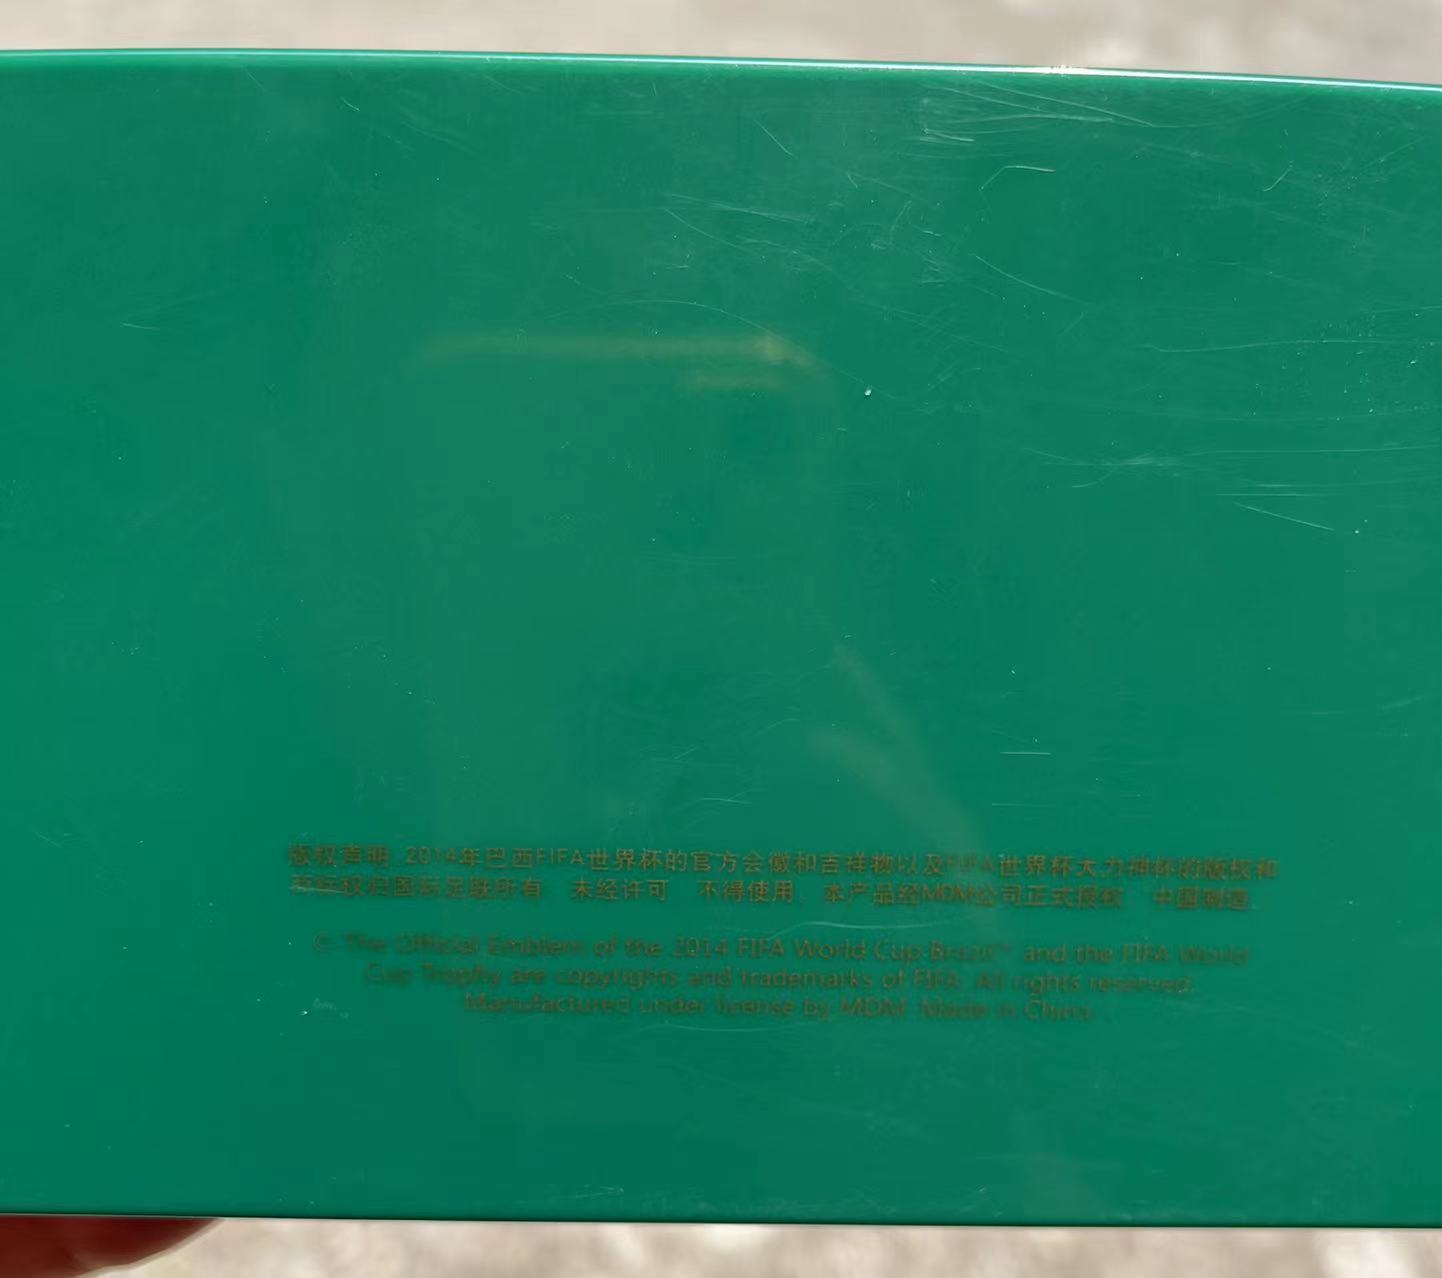 版权声明:2014年巴西FIFA世界杯的官方会徽和吉祥物以及FIFA世界杯大力神杯的版权和
商标权归国际足联所有 未经许可 不得使用。本产品经MDM公司正式授权 中国制造
© The Official Emblem of the 2014 FIFA World Cup Brazil™ and the FIFA World
Cup Trophy are copyrights and trademarks of FIFA. All rights reserved.
Manufactured under license by MDM. Made in China.